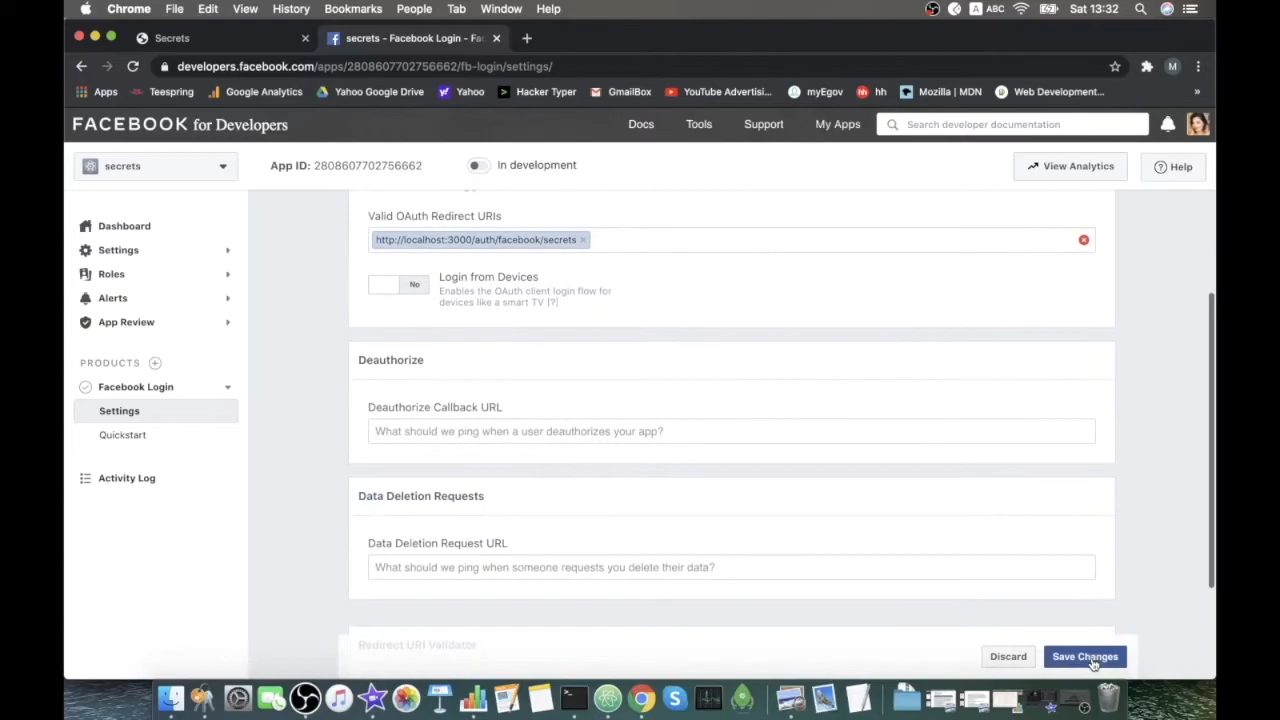 Chrome File Edit View History Bookmarks People Tab Window Help
A ABC Sat 13:32
Secrets
secrets - Facebook Login - Fa
developers.facebook.com/apps/2808607702756662/fb-login/settings/
M
Apps Teespring Google Analytics Yahoo Google Drive Yahoo Hacker Typer GmailBox YouTube Advertisi... myEgov hh hh Mozilla | MDN Web Development... »
FACEBOOK for Developers
Docs Tools Support My Apps Search developer documentation
secrets
App ID: 2808607702756662 In development View Analytics Help
Dashboard
Settings
Roles
Alerts
App Review
PRODUCTS
Facebook Login
Settings
Quickstart
Activity Log
Valid OAuth Redirect URIs
http://localhost:3000/auth/facebook/secrets
No
Login from Devices
Enables the OAuth client login flow for
devices like a smart TV [?]
Deauthorize
Deauthorize Callback URL
What should we ping when a user deauthorizes your app?
Data Deletion Requests
Data Deletion Request URL
What should we ping when someone requests you delete their data?
Redirect URI Validator
Discard Save Changes